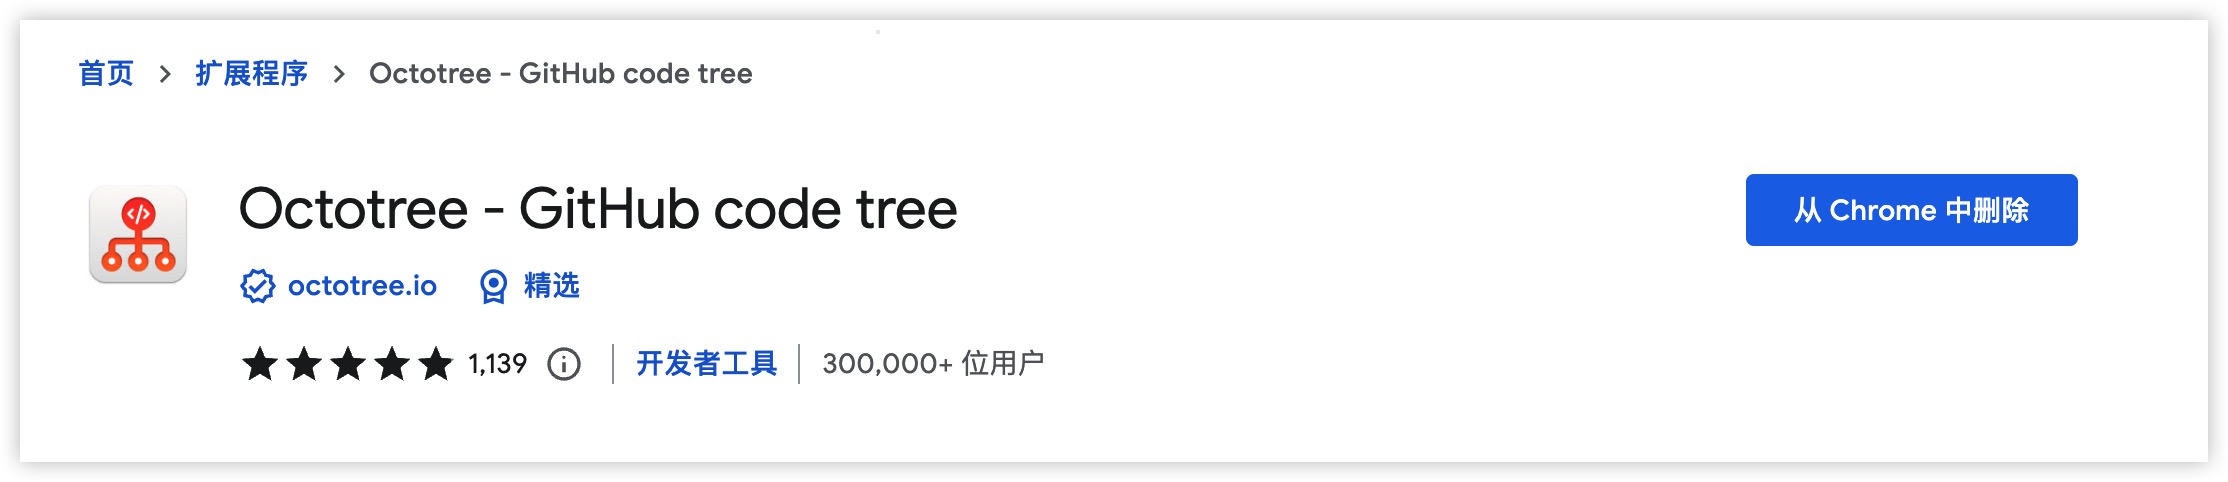 首页 > 扩展程序 > Octotree - GitHub code tree
Octotree - GitHub code tree
从 Chrome 中删除
octotree.io 精选
1,139 开发者工具 300,000+ 位用户